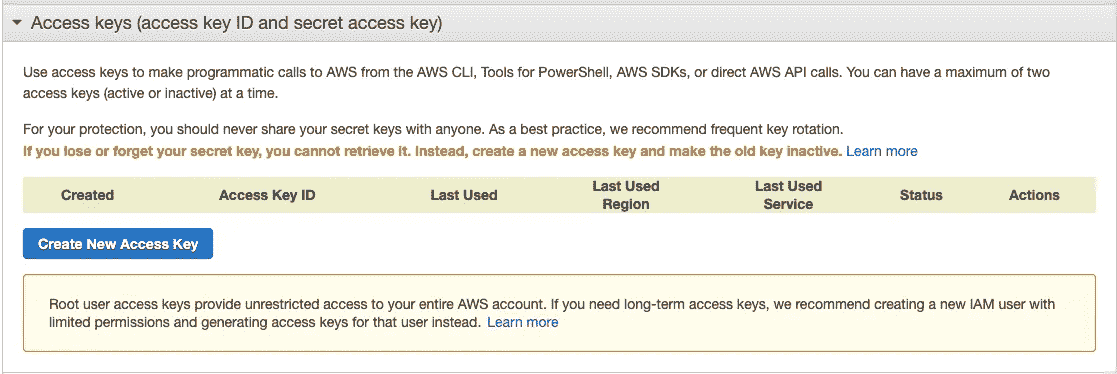 Access keys (access key ID and secret access key)
Use access keys to make programmatic calls to AWS from the AWS CLI, Tools for PowerShell, AWS SDKs, or direct AWS API calls. You can have a maximum of two
access keys (active or inactive) at a time.
For your protection, you should never share your secret keys with anyone. As a best practice, we recommend frequent key rotation.
If you lose or forget your secret key, you cannot retrieve it. Instead, create a new access key and make the old key inactive. Learn more
Created Access Key ID Last Used Last Used Region Last Used Service Status Actions
Create New Access Key
Root user access keys provide unrestricted access to your entire AWS account. If you need long-term access keys, we recommend creating a new IAM user with
limited permissions and generating access keys for that user instead. Learn more